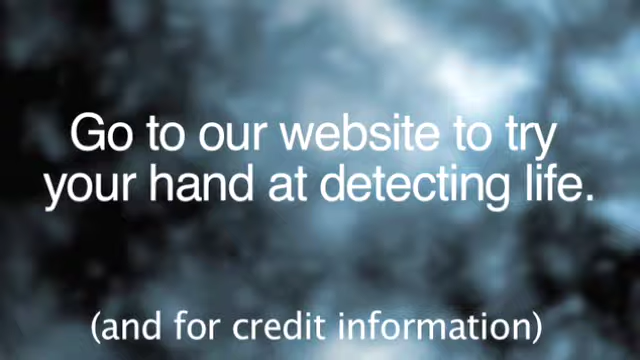 Go to our website to try
your hand at detecting life.
(and for credit information)